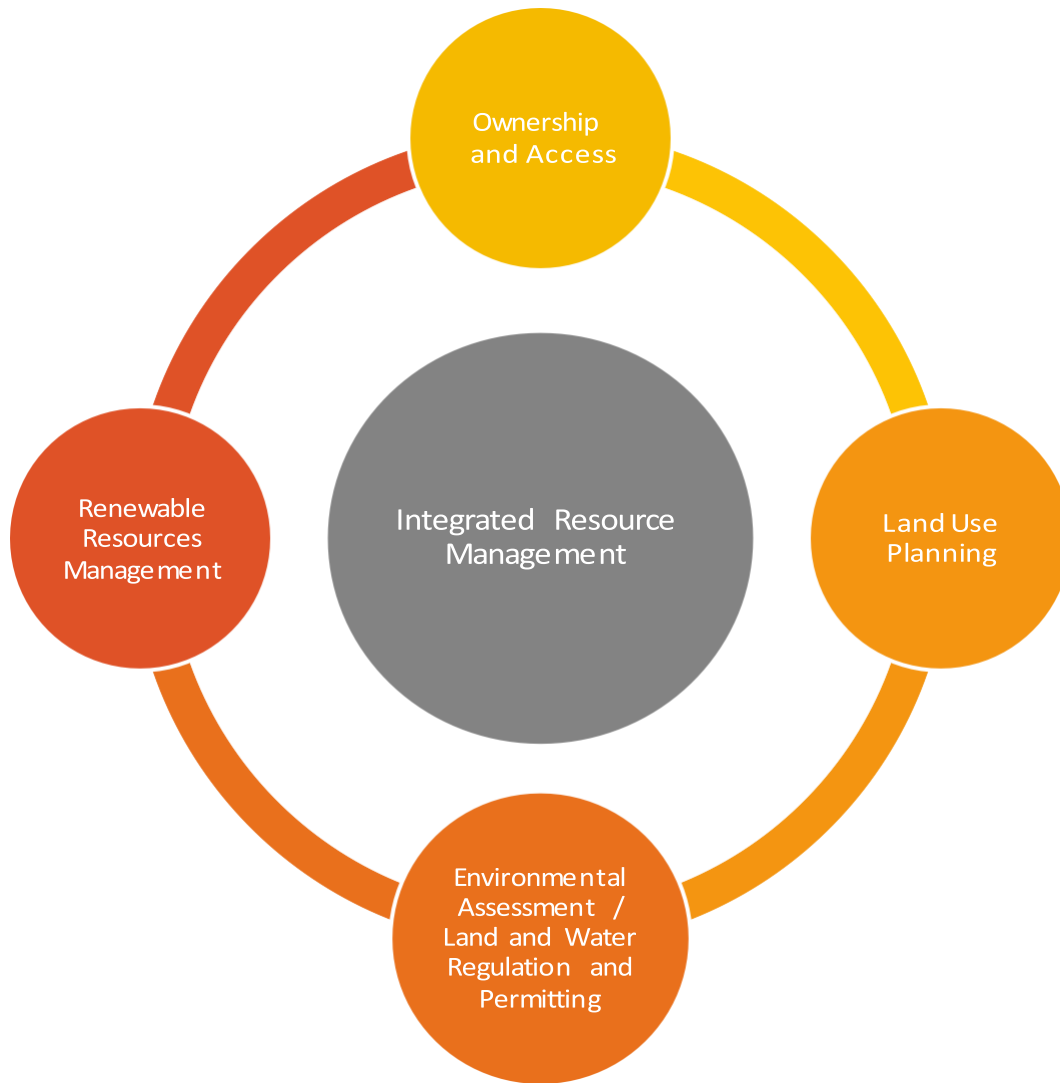 Ownership
and Access
Renewable
Resources
Management
Integrated Resource
Management
Land Use
Planning
Environmental
Assessment /
Land and Water
Regulation and
Permitting